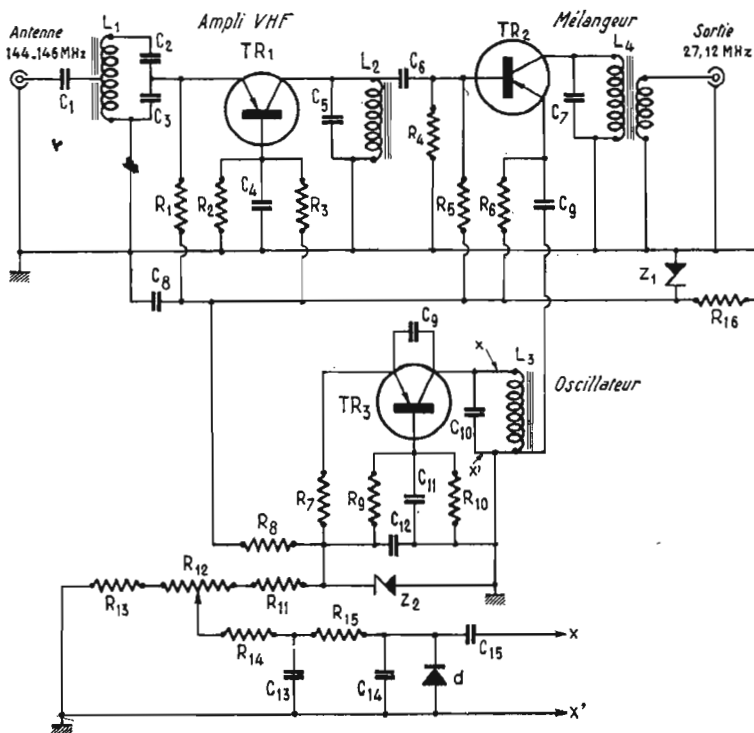 Antenne
144_146 MHz
Ampli VHF
Mélangeur
Sortie
27,12 MHz
L1
C2
C3
C1
TR1
L2
C6
C5
TR2
L4
C7
R4
R1
R2
C4
R3
R5
R6
C9
C8
Z1
R16
C9
TR3
x
L3
Oscillateur
C10
x'
R7
R9
C11
R10
C12
R8
R13
R12
R11
Z2
R14
R15
C15
x
C13
C14
d
x'